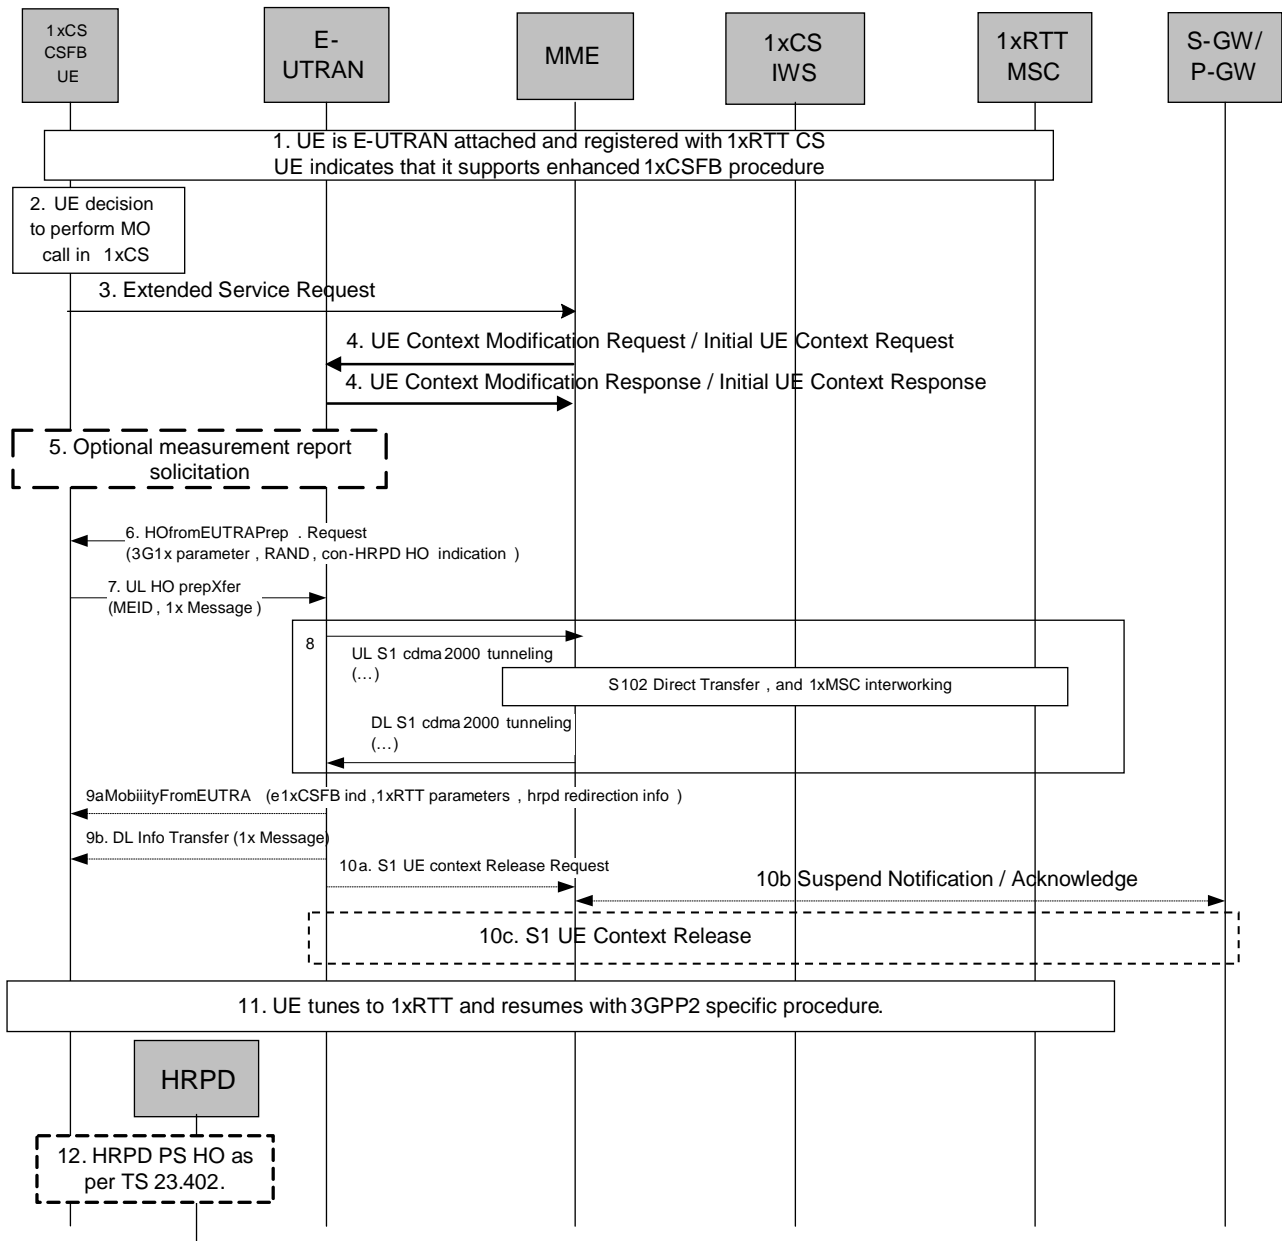 1xCS
CSFB
UE
E-
UTRAN
MME
1xCS
IWS
1xRTT
MSC
S-GW/
P-GW
1. UE is E-UTRAN attached and registered with 1xRTT CS
UE indicates that it supports enhanced 1xCSFB procedure
2. UE decision
to perform MO
call in 1xCS
3. Extended Service Request
4. UE Context Modification Request / Initial UE Context Request
4. UE Context Modification Response / Initial UE Context Response
5. Optional measurement report
solicitation
6. HOfromEUTRAPrep . Request
(3G1x parameter , RAND , con-HRPD HO indication )
7. UL HO prepXfer
(MEID , 1x Message )
8
UL S1 cdma2000 tunneling
(...)
S102 Direct Transfer , and 1xMSC interworking
DL S1 cdma2000 tunneling
(...)
9aMobiiityFromEUTRA (e1xCSFB ind ,1xRTT parameters , hrpd redirection info )
9b. DL Info Transfer (1x Message)
10a. S1 UE context Release Request
10b Suspend Notification / Acknowledge
10c. S1 UE Context Release
11. UE tunes to 1xRTT and resumes with 3GPP2 specific procedure.
HRPD
12. HRPD PS HO as
per TS 23.402.